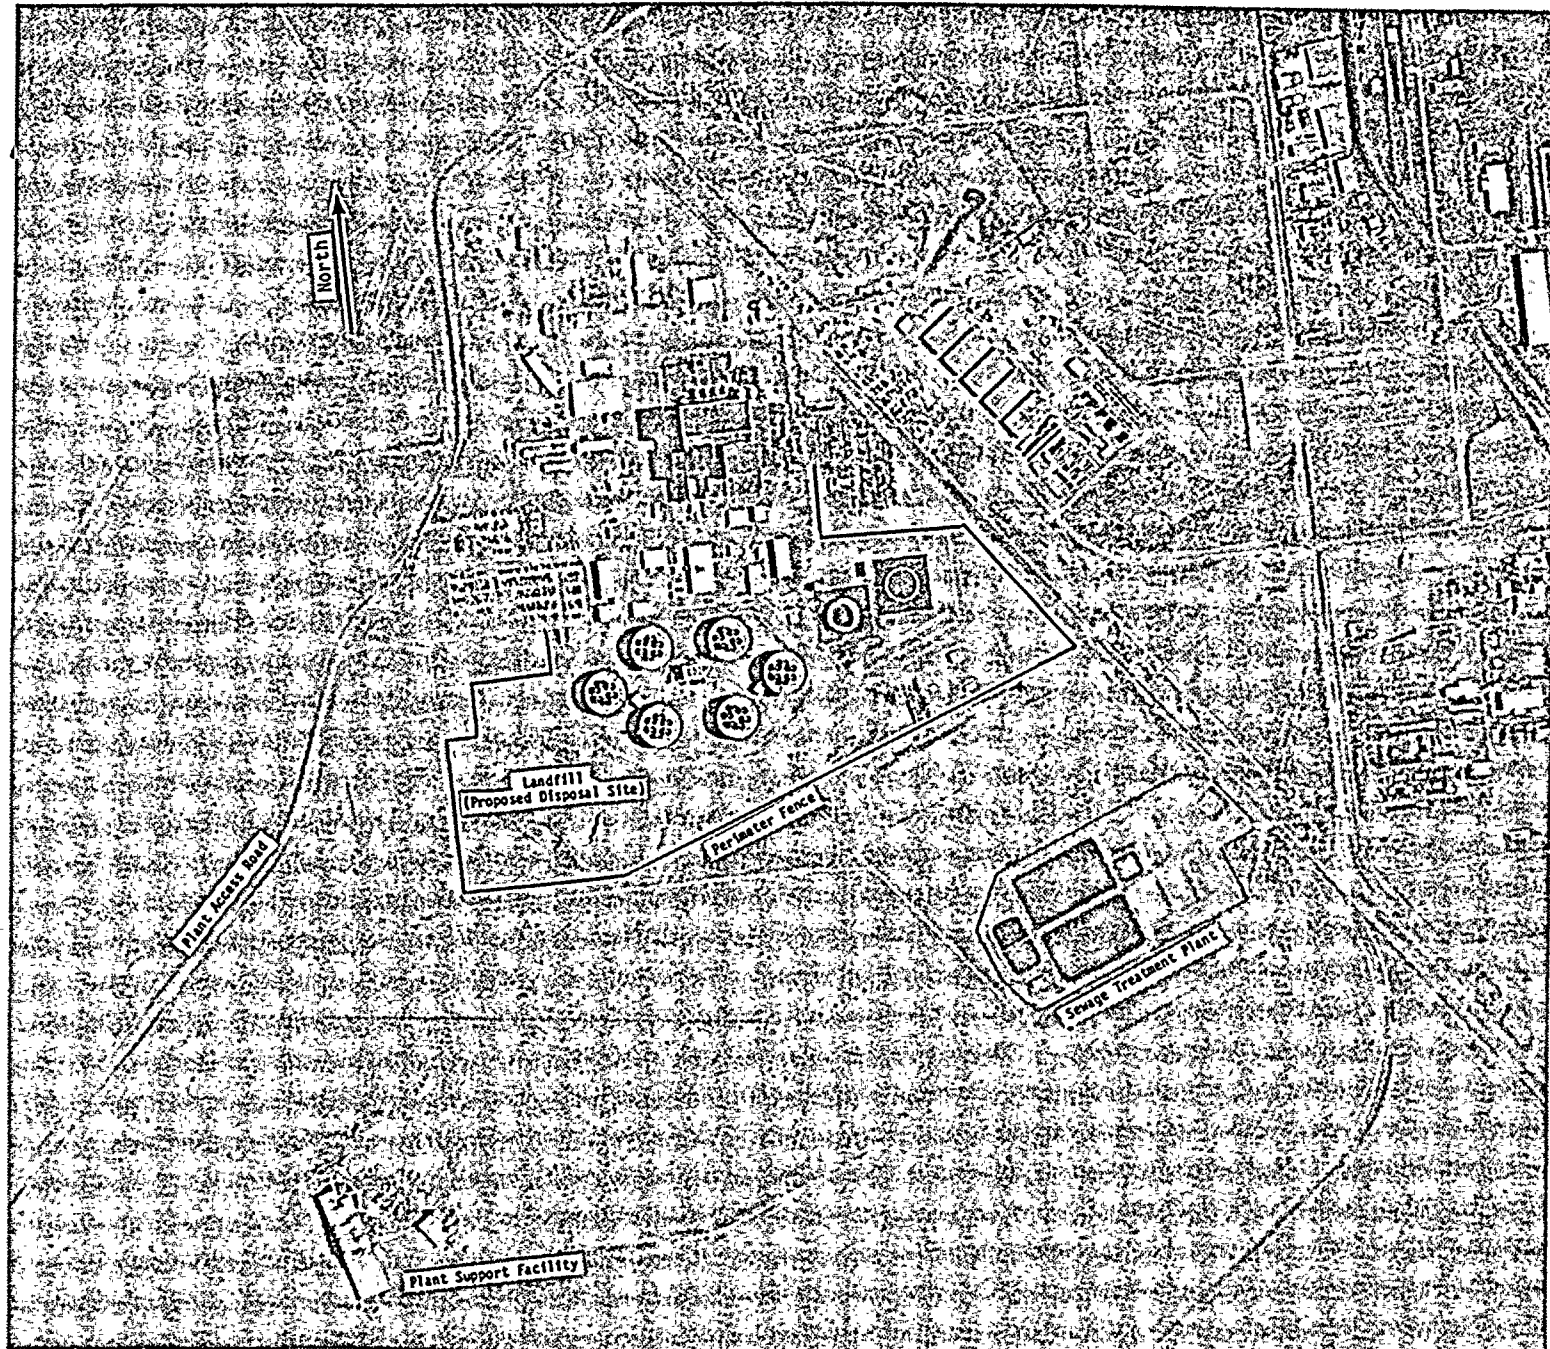 North
Landfill
(Proposed Disposal Site)
Perimeter Fence
Plant Access Road
Sewage Treatment Plant
Plant Support Facility